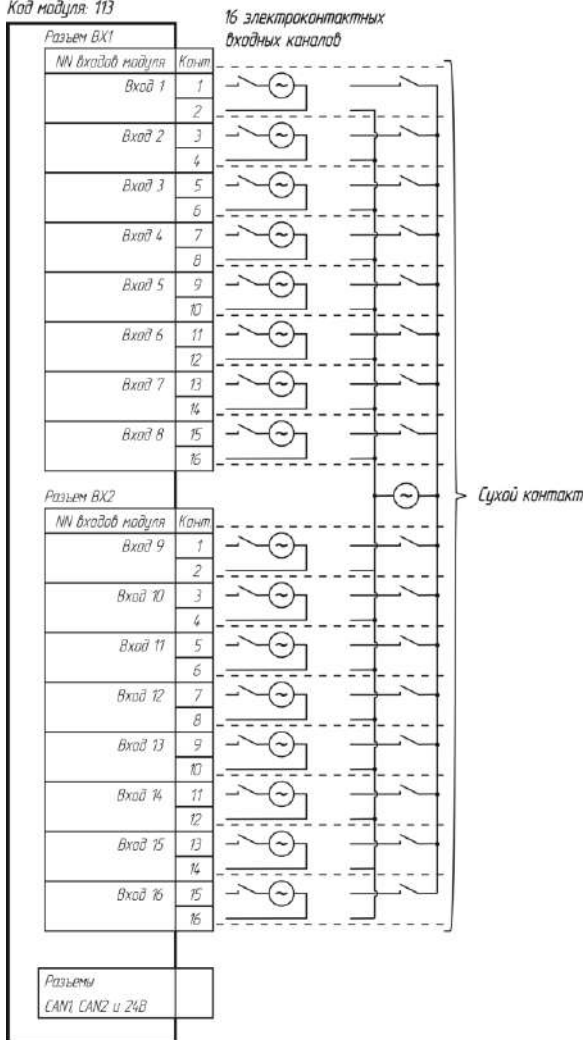 Код модуля: 113
16 электроконтактных
входных каналов
Разъем BX1
NN входов модуля Конт.
Вход 1 1
2
Вход 2 3
4
Вход 3 5
6
Вход 4 7
8
Вход 5 9
10
Вход 6 11
12
Вход 7 13
14
Вход 8 15
16
Сухой контакт
Разъем BX2
NN входов модуля Конт.
Вход 9 1
2
Вход 10 3
4
Вход 11 5
6
Вход 12 7
8
Вход 13 9
10
Вход 14 11
12
Вход 15 13
14
Вход 16 15
16
Разъемы
CAN1, CAN2 и 24В